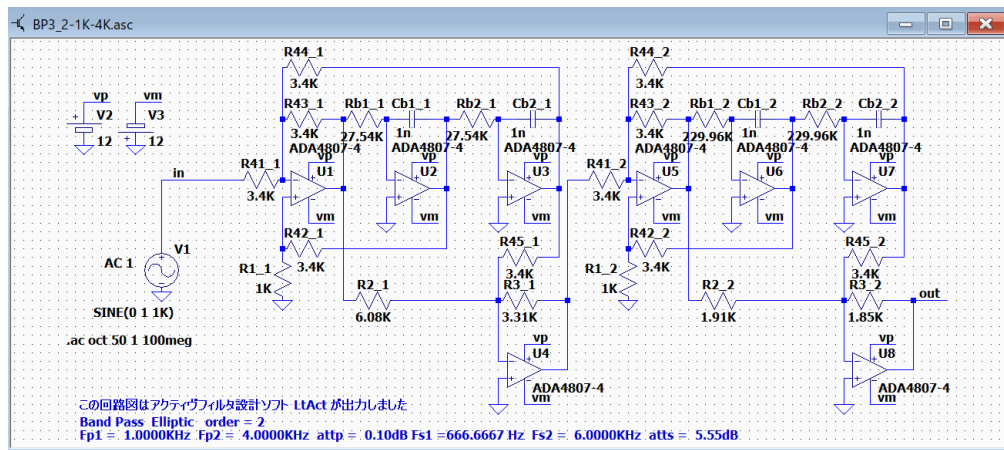 BP3_2-1K-4K.asc
R44_1
3.4K
R44_2
3.4K
vp
V2
12
vm
V3
12
R43_1
3.4K
Rb1_1
27.54K
Cb1_1
1n
Rb2_1
27.54K
Cb2_1
1n
R43_2
3.4K
Rb1_2
229.96K
Cb1_2
1n
Rb2_2
229.96K
Cb2_2
1n
ADA4807-4
ADA4807-4
ADA4807-4
ADA4807-4
ADA4807-4
ADA4807-4
in
R41_1
3.4K
vp
U1
vm
vp
U2
vm
vp
U3
vm
R41_2
3.4K
vp
U5
vm
vp
U6
vm
vp
U7
vm
R42_1
3.4K
R1_1
1K
R45_1
3.4K
R42_2
3.4K
R1_2
1K
R45_2
3.4K
V1
AC 1
SINE(0 1 1K)
R2_1
6.08K
R3_1
3.31K
R2_2
1.91K
R3_2
1.85K
out
.ac oct 50 1 100meg
vp
U4
ADA4807-4
vm
vp
U8
ADA4807-4
vm
この回路図はアクティヴフィルタ設計ソフト LtAct が出力しました
Band Pass Elliptic order = 2
Fp1 = 1.0000KHz Fp2 = 4.0000KHz attp = 0.10dB Fs1 =666.6667 Hz Fs2 = 6.0000KHz atts = 5.55dB